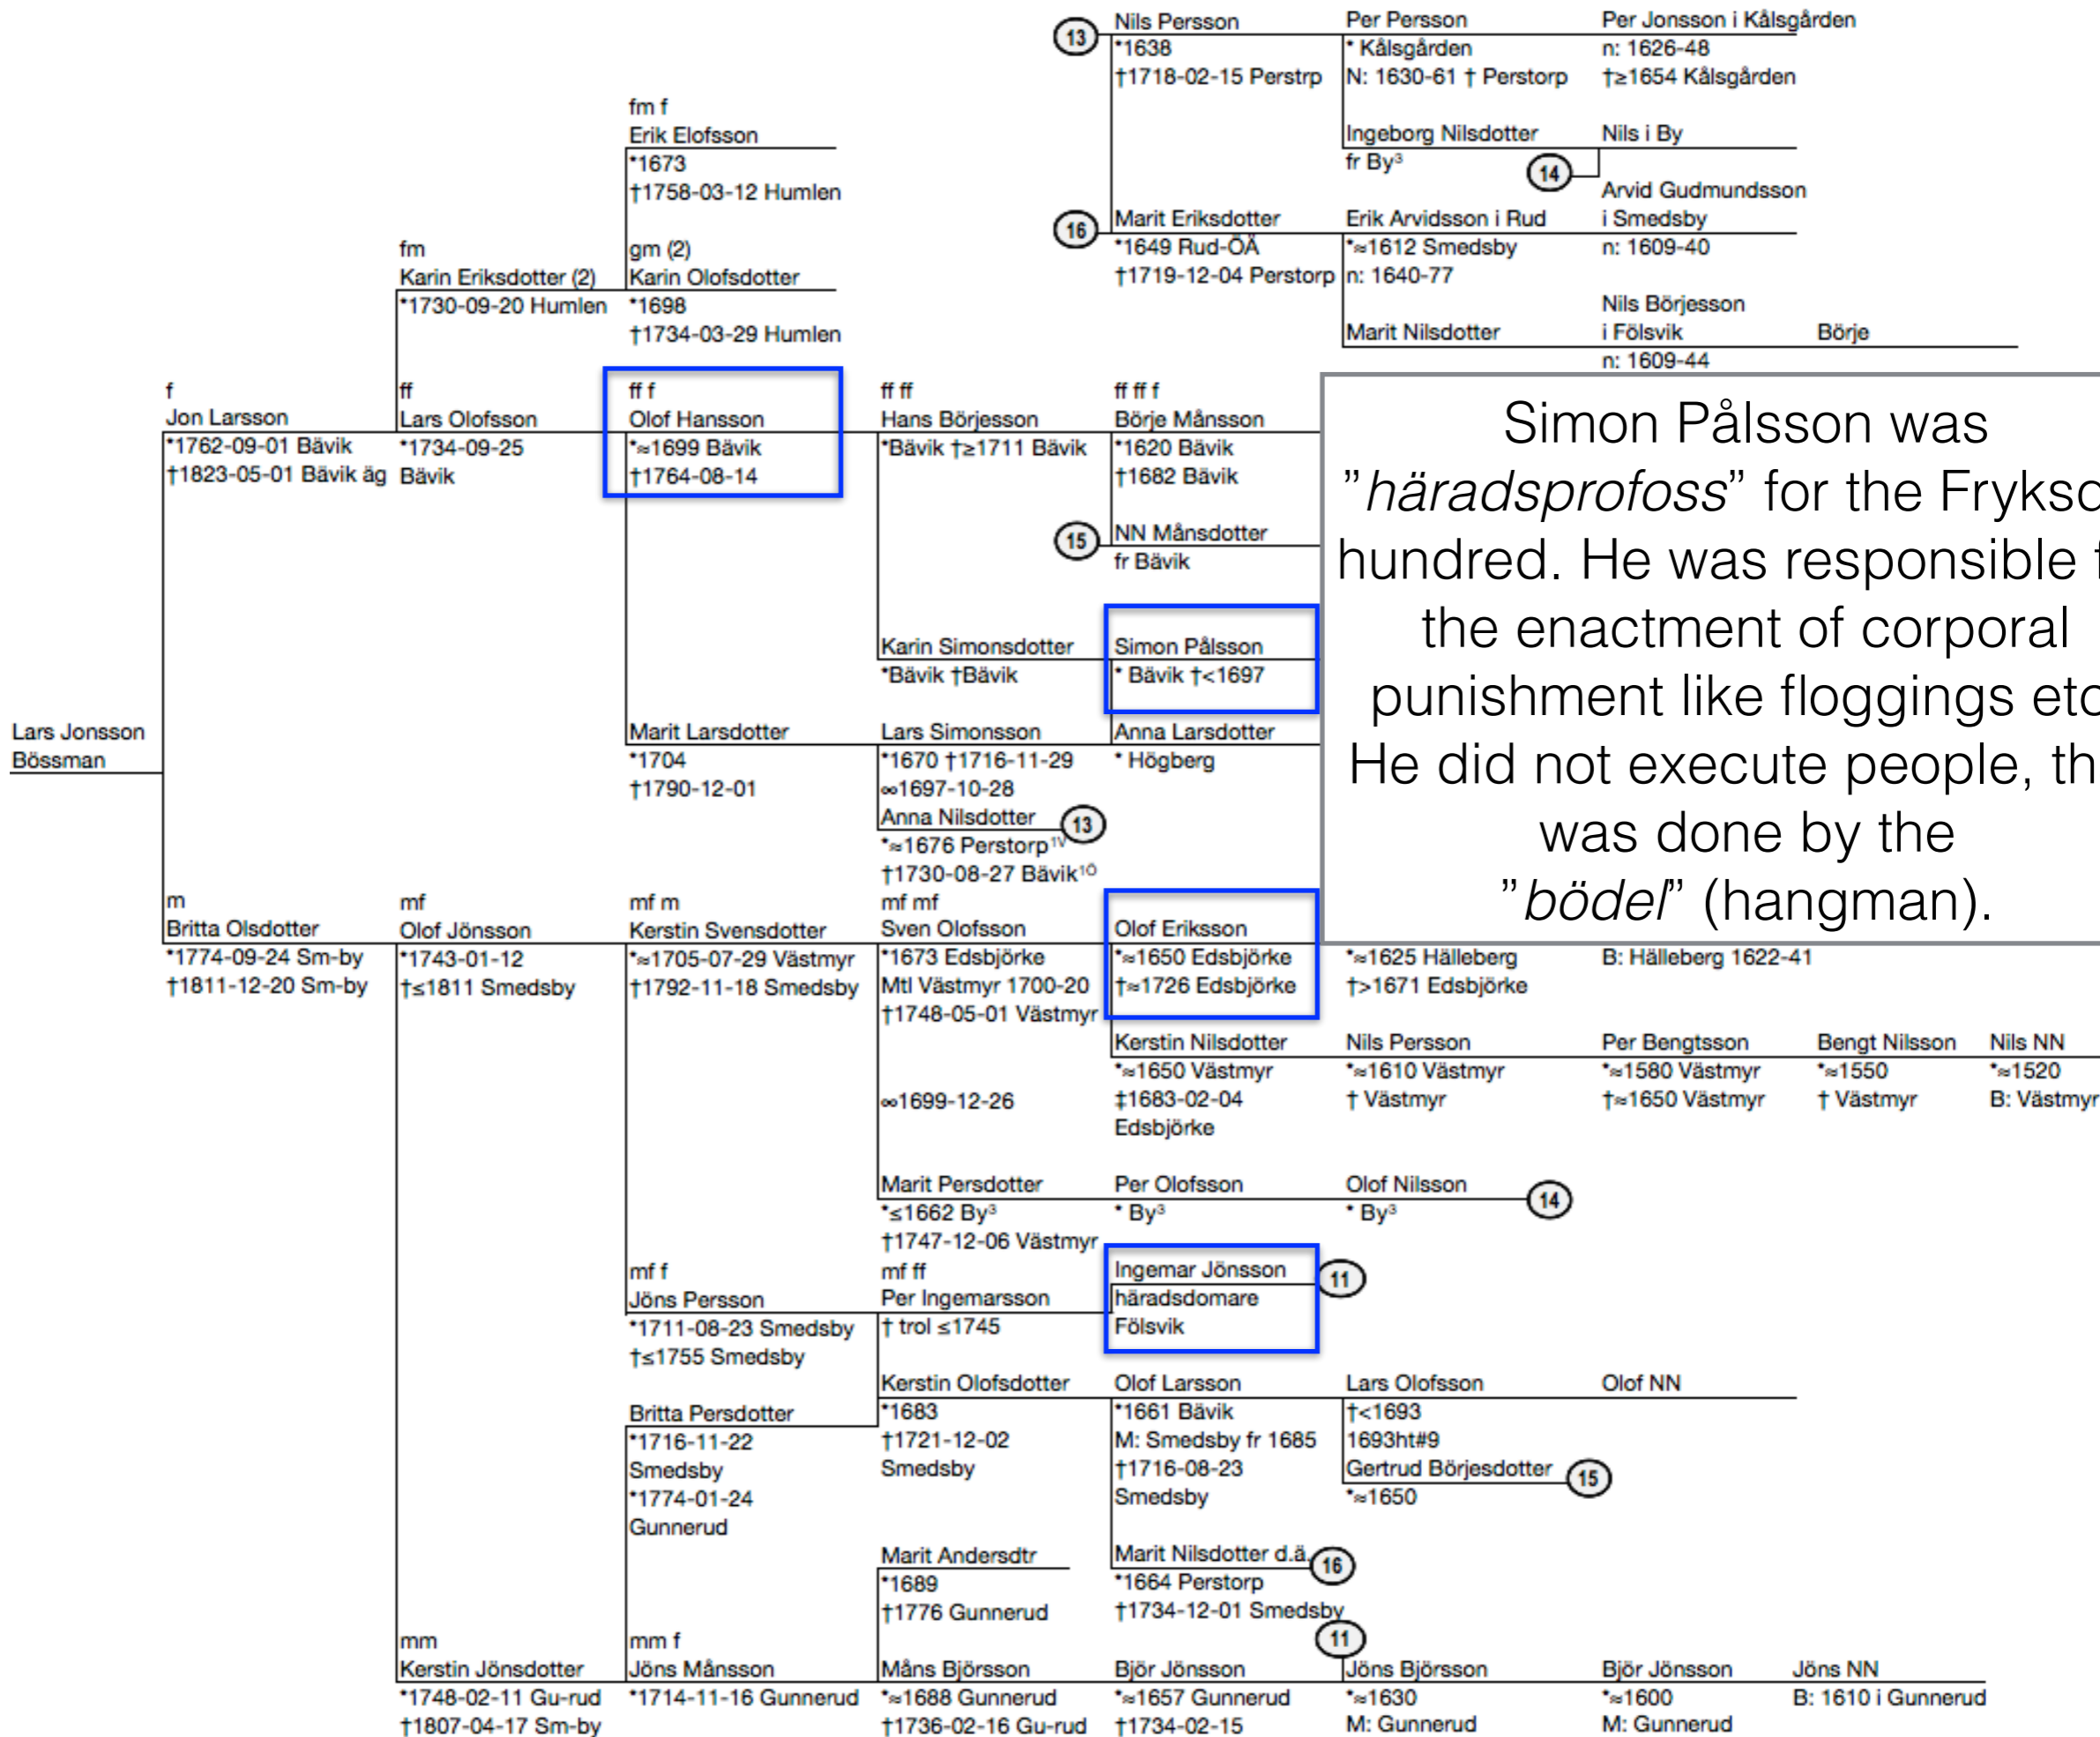 13
Nils Persson
*1638
†1718-02-15 Perstrp
Per Persson
* Kålsgården
N: 1630-61 † Perstorp
Per Jonsson i Kålsgården
n: 1626-48
†≥1654 Kålsgården
Ingeborg Nilsdotter
fr By³
Nils i By
14
16
Marit Eriksdotter
*1649 Rud-ÖÄ
†1719-12-04 Perstorp
Erik Arvidsson i Rud
*≈1612 Smedsby
n: 1640-77
Arvid Gudmundsson
i Smedsby
n: 1609-40
Marit Nilsdotter
Nils Börjesson
i Fölsvik
n: 1609-44
Börje
fm f
Erik Elofsson
*1673
†1758-03-12 Humlen
fm
Karin Eriksdotter (2)
*1730-09-20 Humlen
gm (2)
Karin Olofsdotter
*1698
†1734-03-29 Humlen
f
Jon Larsson
*1762-09-01 Bävik
†1823-05-01 Bävik äg
ff
Lars Olofsson
*1734-09-25
Bävik
ff f
Olof Hansson
*≈1699 Bävik
†1764-08-14
ff ff
Hans Börjesson
*Bävik †≥1711 Bävik
ff ff f
Börje Månsson
*1620 Bävik
†1682 Bävik
15
NN Månsdotter
fr Bävik
Karin Simonsdotter
*Bävik †Bävik
Simon Pålsson
* Bävik †<1697
Simon Pålsson was
”häradsprofoss” for the Fryksd
hundred. He was responsible f
the enactment of corporal
punishment like floggings etc
He did not execute people, th
was done by the
”bödel” (hangman).
Lars Jonsson
Bössman
Marit Larsdotter
*1704
†1790-12-01
Lars Simonsson
*1670 †1716-11-29
∞1697-10-28
Anna Larsdotter
* Högberg
Anna Nilsdotter
13
*≈1676 Perstorp¹ⱽ
†1730-08-27 Bävik¹Ö
m
Britta Olsdotter
*1774-09-24 Sm-by
†1811-12-20 Sm-by
mf
Olof Jönsson
*1743-01-12
†≤1811 Smedsby
mf m
Kerstin Svensdotter
*≈1705-07-29 Västmyr
†1792-11-18 Smedsby
mf mf
Sven Olofsson
*1673 Edsbjörke
Mtl Västmyr 1700-20
†1748-05-01 Västmyr
∞1699-12-26
Olof Eriksson
*≈1650 Edsbjörke
†≈1726 Edsbjörke
*≈1625 Hälleberg
†>1671 Edsbjörke
B: Hälleberg 1622-41
Kerstin Nilsdotter
*≈1650 Västmyr
‡1683-02-04
Edsbjörke
Nils Persson
*≈1610 Västmyr
† Västmyr
Per Bengtsson
*≈1580 Västmyr
†≈1650 Västmyr
Bengt Nilsson
*≈1550
† Västmyr
Nils NN
*≈1520
B: Västmyr
Marit Persdotter
*≤1662 By³
†1747-12-06 Västmyr
Per Olofsson
* By³
Olof Nilsson
* By³
14
mf f
Jöns Persson
*1711-08-23 Smedsby
†≤1755 Smedsby
mf ff
Per Ingemarsson
† trol ≤1745
Ingemar Jönsson
häradsdomare
Fölsvik
11
Britta Persdotter
*1716-11-22
Smedsby
*1774-01-24
Gunnerud
Kerstin Olofsdotter
*1683
†1721-12-02
Smedsby
Olof Larsson
*1661 Bävik
M: Smedsby fr 1685
†1716-08-23
Smedsby
Lars Olofsson
†<1693
1693ht#9
Olof NN
Gertrud Börjesdotter
*≈1650
15
Marit Andersdtr
*1689
†1776 Gunnerud
Marit Nilsdotter d.ä.
*1664 Perstorp
†1734-12-01 Smedsby
16
mm
Kerstin Jönsdotter
*1748-02-11 Gu-rud
†1807-04-17 Sm-by
mm f
Jöns Månsson
*1714-11-16 Gunnerud
Måns Björsson
*≈1688 Gunnerud
†1736-02-16 Gu-rud
Björ Jönsson
*≈1657 Gunnerud
†1734-02-15
11
Jöns Björsson
*≈1630
M: Gunnerud
Björ Jönsson
*≈1600
M: Gunnerud
Jöns NN
B: 1610 i Gunnerud